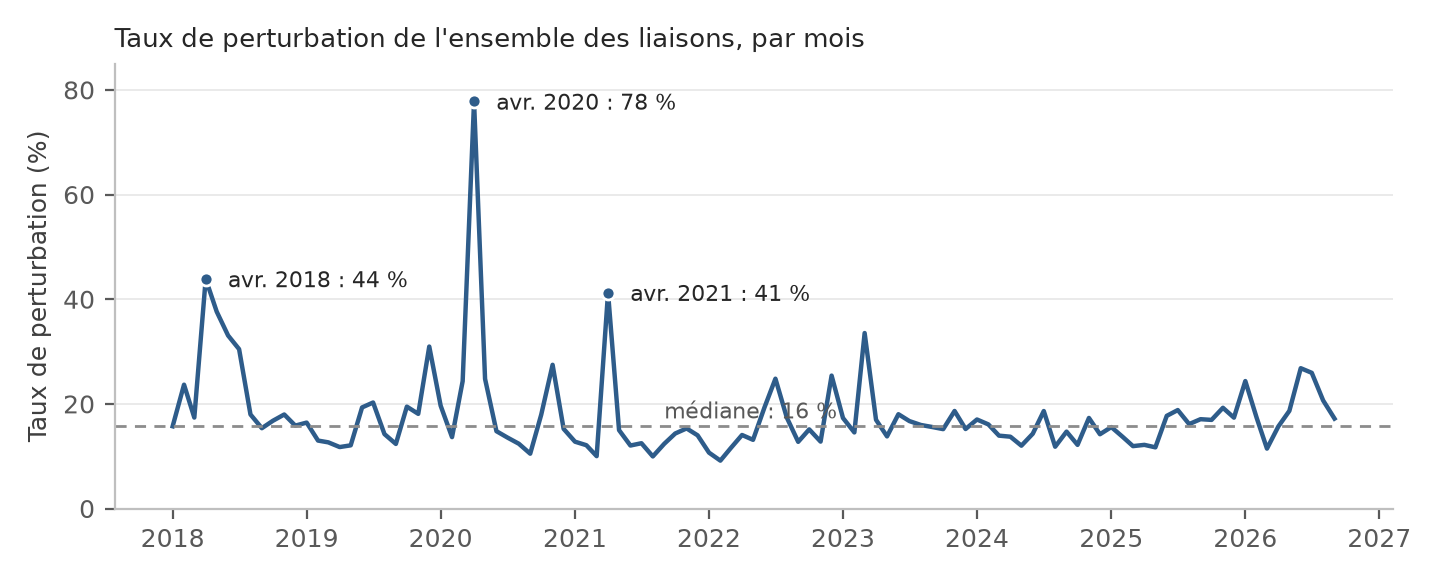 Taux de perturbation de l'ensemble des liaisons, par mois
Taux de perturbation (%)
80
60
40
20
0
avr. 2020 : 78 %
avr. 2018 : 44 %
avr. 2021 : 41 %
médiane : 16 %
2018 2019 2020 2021 2022 2023 2024 2025 2026 2027